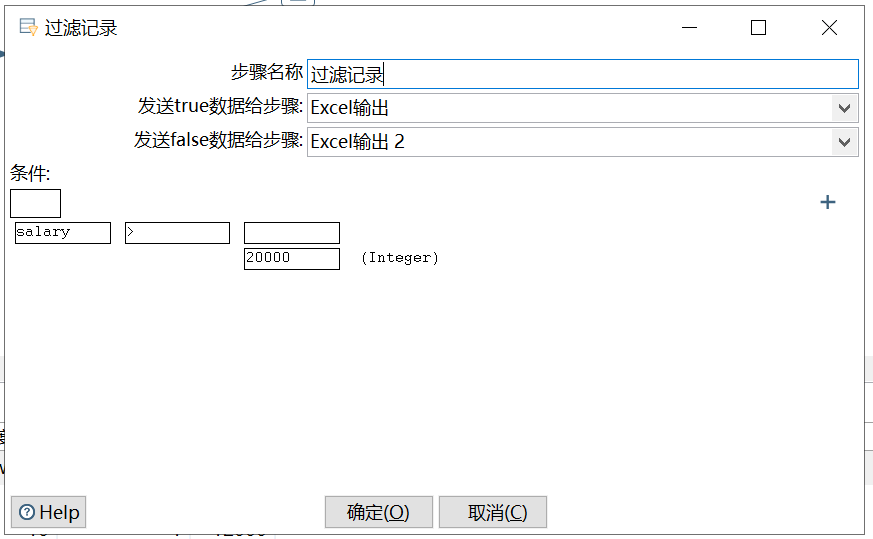 过滤记录
步骤名称 过滤记录
发送true数据给步骤: Excel输出
发送false数据给步骤: Excel输出 2
条件:
+
salary > 
20000 (Integer)
Help 确定(O) 取消(C)